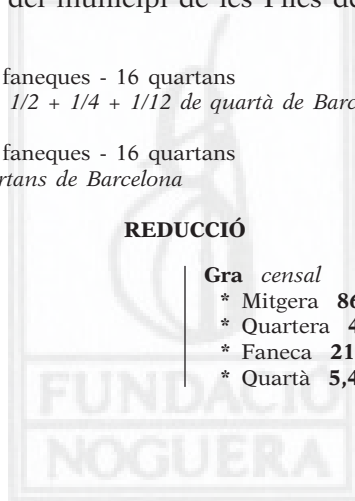 del municipi de les Piles de
faneques - 16 quartans
1/2 + 1/4 + 1/12 de quartà de Barc
faneques - 16 quartans
rtans de Barcelona
REDUCCIÓ
Gra censal
* Mitgera 86
* Quartera 4
* Faneca 21
* Quartà 5,4
FUNDACIÓ
NOGUERA